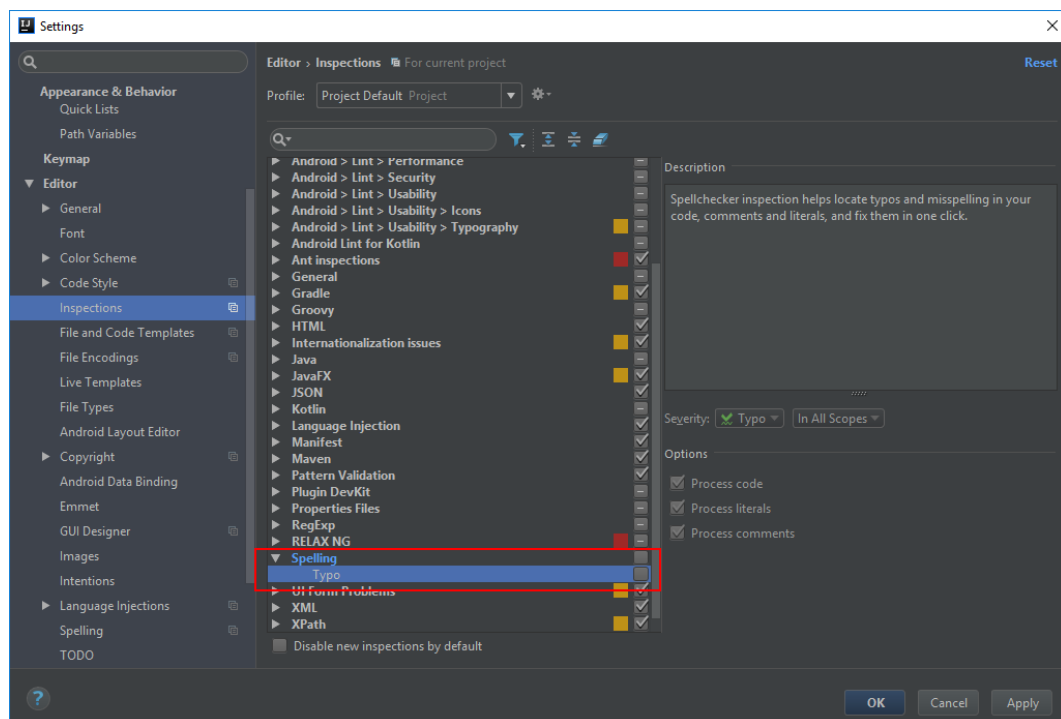 Settings
Appearance & Behavior
Quick Lists
Path Variables
Keymap
Editor
General
Font
Color Scheme
Code Style
Inspections
File and Code Templates
File Encodings
Live Templates
File Types
Android Layout Editor
Copyright
Android Data Binding
Emmet
GUI Designer
Images
Intentions
Language Injections
Spelling
TODO
Editor › Inspections For current project
Reset
Profile: Project Default Project
Android > Lint > Performance
Android > Lint > Security
Android > Lint > Usability
Android > Lint > Usability > Icons
Android > Lint > Usability > Typography
Android Lint for Kotlin
Ant inspections
General
Gradle
Groovy
HTML
Internationalization issues
Java
JavaFX
JSON
Kotlin
Language Injection
Manifest
Maven
Pattern Validation
Plugin DevKit
Properties Files
RegExp
RELAX NG
Spelling
Typo
UI Form Problems
XML
XPath
Disable new inspections by default
Description
Spellchecker inspection helps locate typos and misspelling in your
code, comments and literals, and fix them in one click.
Severity: Typo In All Scopes
Options
Process code
Process literals
Process comments
?
OK Cancel Apply